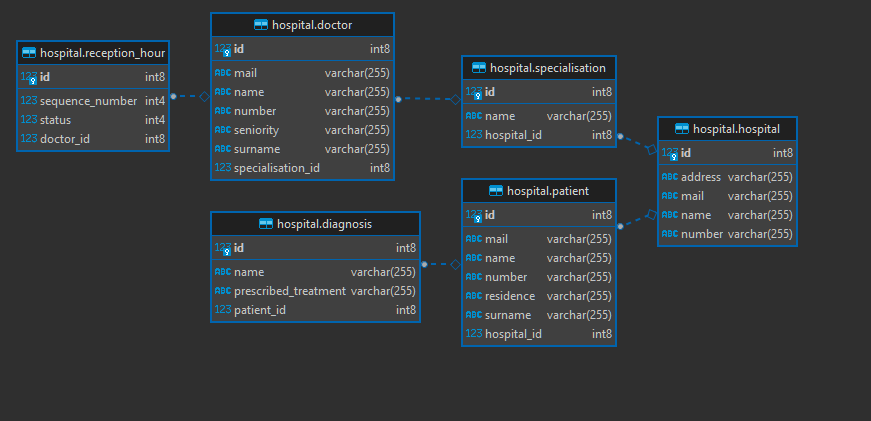 hospital.reception_hour
123 id int8
123 sequence_number int4
123 status int4
123 doctor_id int8
hospital.doctor
123 id int8
ABC mail varchar(255)
ABC name varchar(255)
ABC number varchar(255)
ABC seniority varchar(255)
ABC surname varchar(255)
123 specialisation_id int8
hospital.specialisation
123 id int8
ABC name varchar(255)
123 hospital_id int8
hospital.hospital
123 id int8
ABC address varchar(255)
ABC mail varchar(255)
ABC name varchar(255)
ABC number varchar(255)
hospital.diagnosis
123 id int8
ABC name varchar(255)
ABC prescribed_treatment varchar(255)
123 patient_id int8
hospital.patient
123 id int8
ABC mail varchar(255)
ABC name varchar(255)
ABC number varchar(255)
ABC residence varchar(255)
ABC surname varchar(255)
123 hospital_id int8